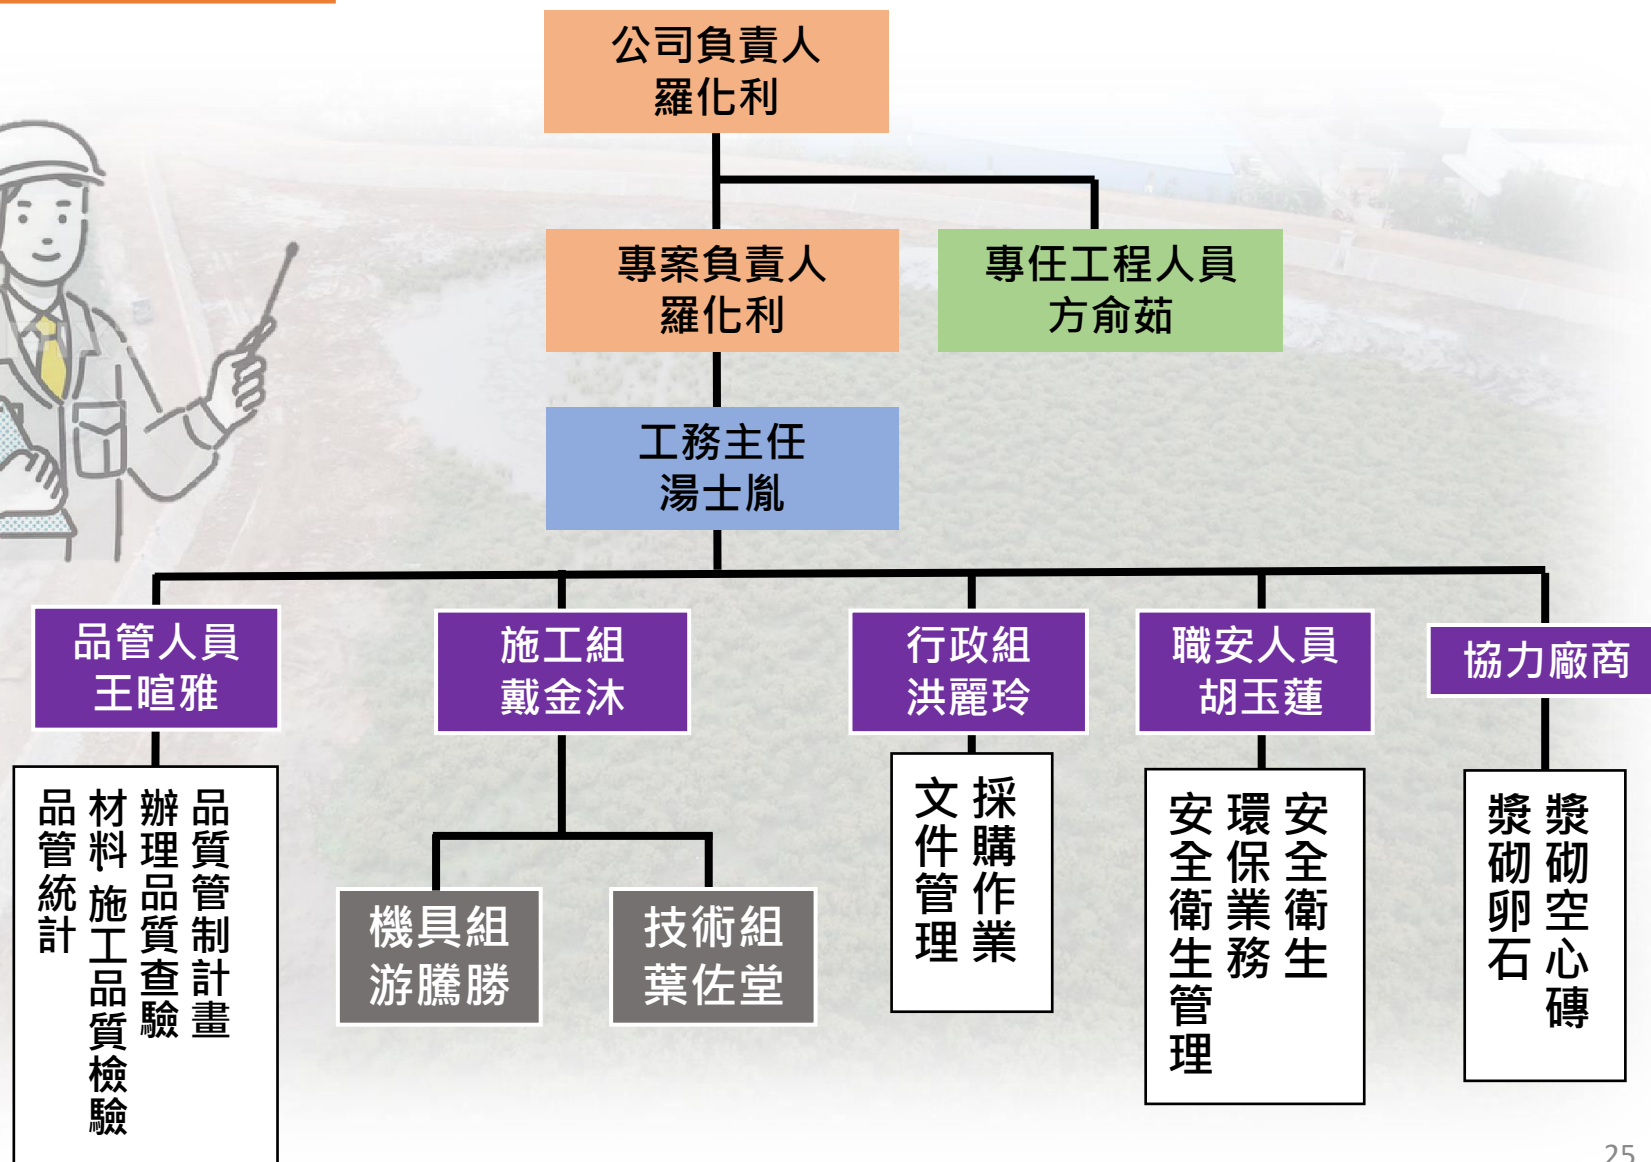 公司負責人
羅化利
專案負責人
羅化利
專任工程人員
方俞茹
工務主任
湯士胤
品管人員
王暄雅
施工組
戴金沐
行政組
洪麗玲
職安人員
胡玉蓮
協力廠商
品質管制計畫
辦理品質查驗
材料、施工品質檢驗
品管統計
機具組
游騰勝
技術組
葉佐堂
採購作業
文件管理
安全衛生
環保業務
安全衛生管理
漿砌空心磚
漿砌卵石
25